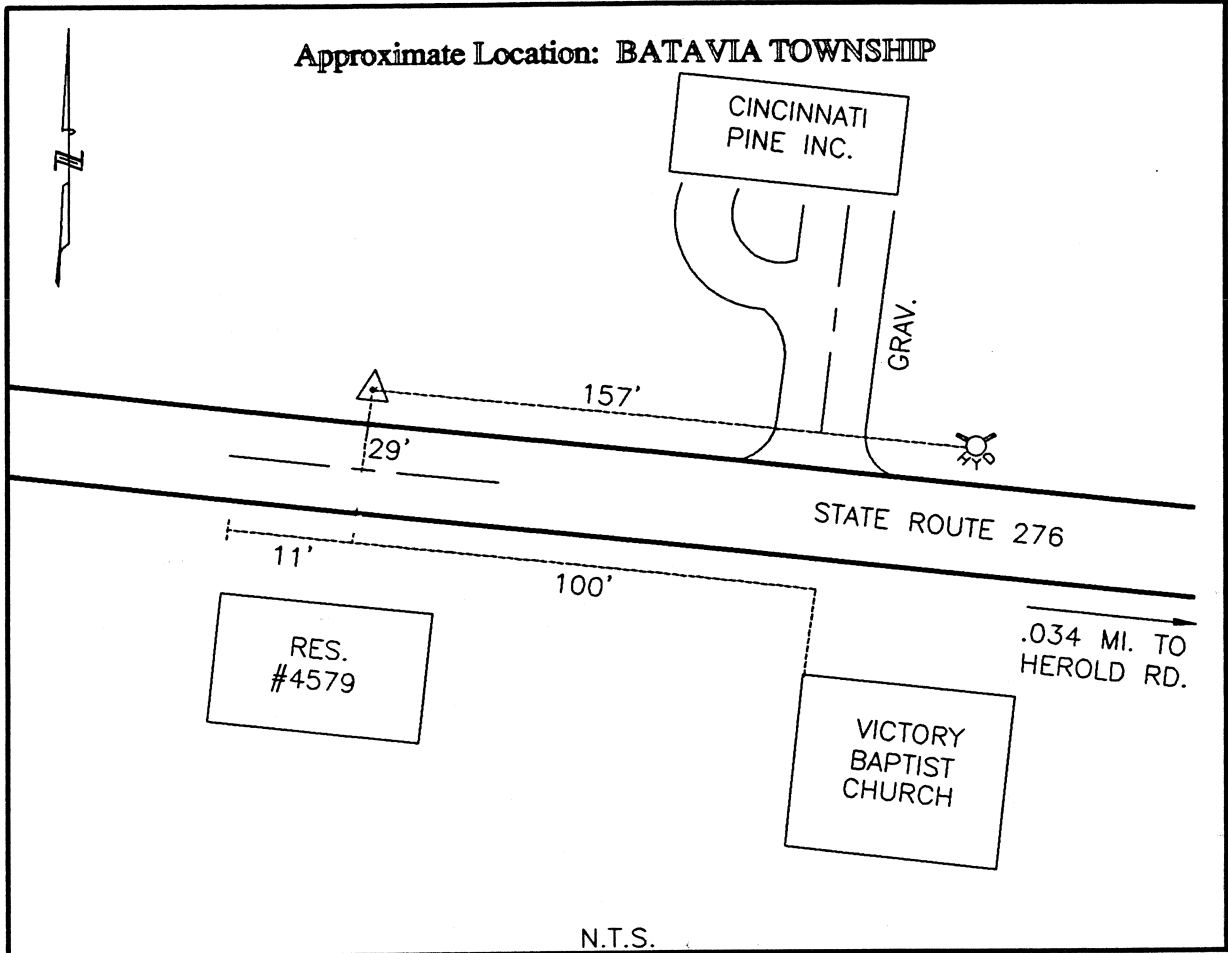 Approximate Location: BATAVIA TOWNSHIP
CINCINNATI
PINE INC.
N
GRAV.
157'
29'
HYD
STATE ROUTE 276
11'
100'
.034 MI. TO
HEROLD RD.
RES.
#4579
VICTORY
BAPTIST
CHURCH
N.T.S.